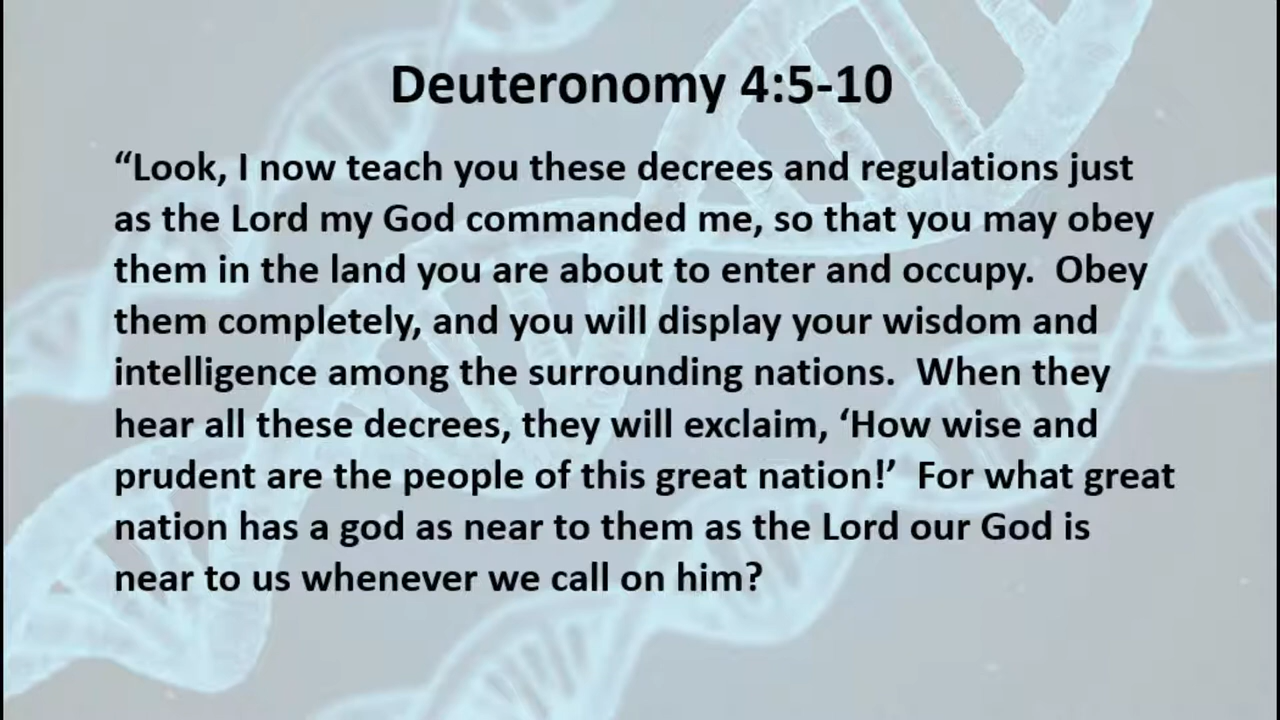 Deuteronomy 4:5-10
“Look, I now teach you these decrees and regulations just
as the Lord my God commanded me, so that you may obey
them in the land you are about to enter and occupy.  Obey
them completely, and you will display your wisdom and
intelligence among the surrounding nations.  When they
hear all these decrees, they will exclaim, ‘How wise and
prudent are the people of this great nation!’  For what great
nation has a god as near to them as the Lord our God is
near to us whenever we call on him?